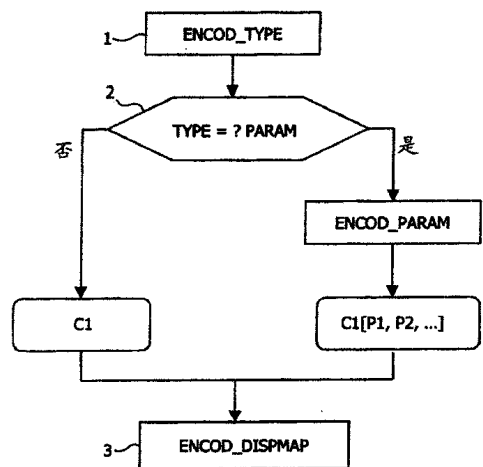 1
ENCOD_TYPE
2
TYPE = ? PARAM
否
是
ENCOD_PARAM
C1
C1[P1, P2, ...]
3
ENCOD_DISPMAP